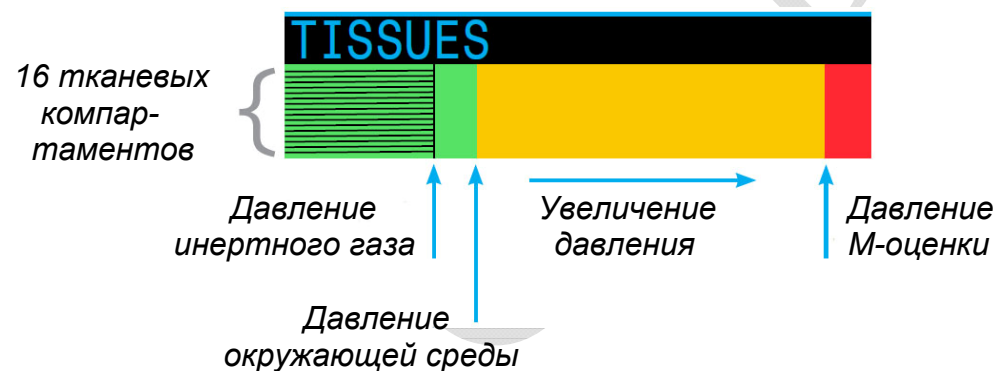 TISSUES
16 тканевых
компар-
таментов
Давление
инертного газа
Увеличение
давления
Давление
М-оценки
Давление
окружающей среды